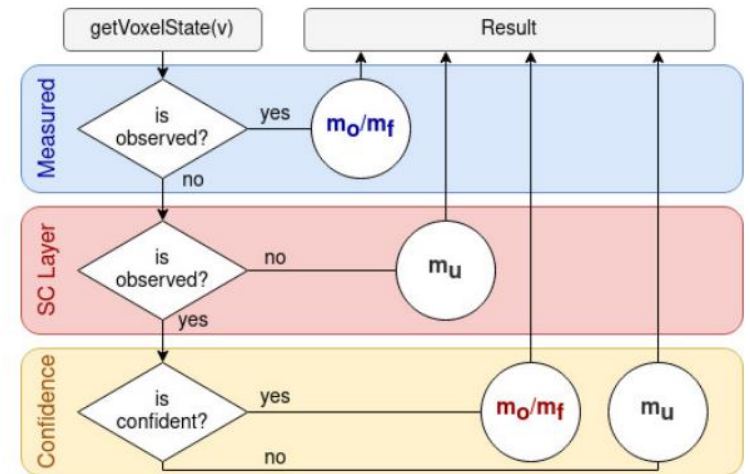 getVoxelState(v)
Result
Measured
is
observed?
yes
mo/mf
no
SC Layer
is
observed?
no
mu
yes
Confidence
is
confident?
yes
mo/mf
mu
no